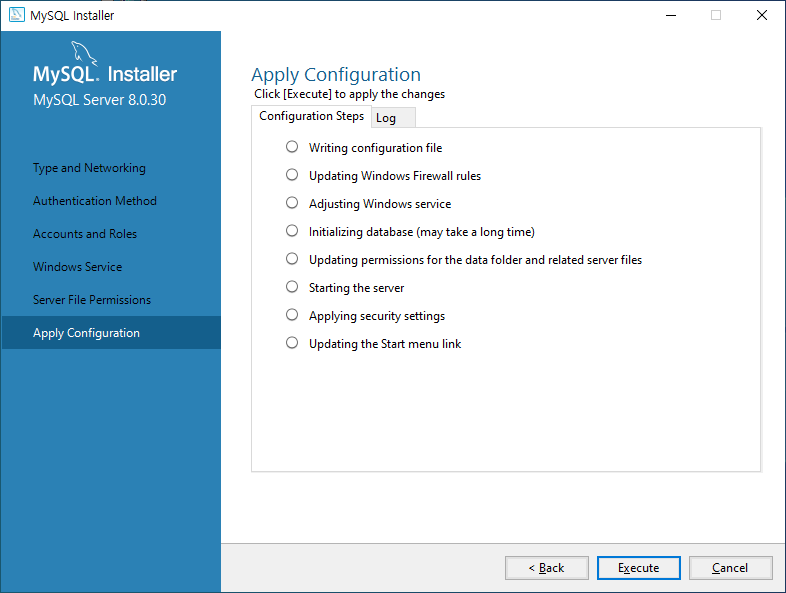 MySQL Installer
MySQL. Installer
MySQL Server 8.0.30
Type and Networking
Authentication Method
Accounts and Roles
Windows Service
Server File Permissions
Apply Configuration
Apply Configuration
Click [Execute] to apply the changes
Configuration Steps Log
Writing configuration file
Updating Windows Firewall rules
Adjusting Windows service
Initializing database (may take a long time)
Updating permissions for the data folder and related server files
Starting the server
Applying security settings
Updating the Start menu link
< Back Execute Cancel